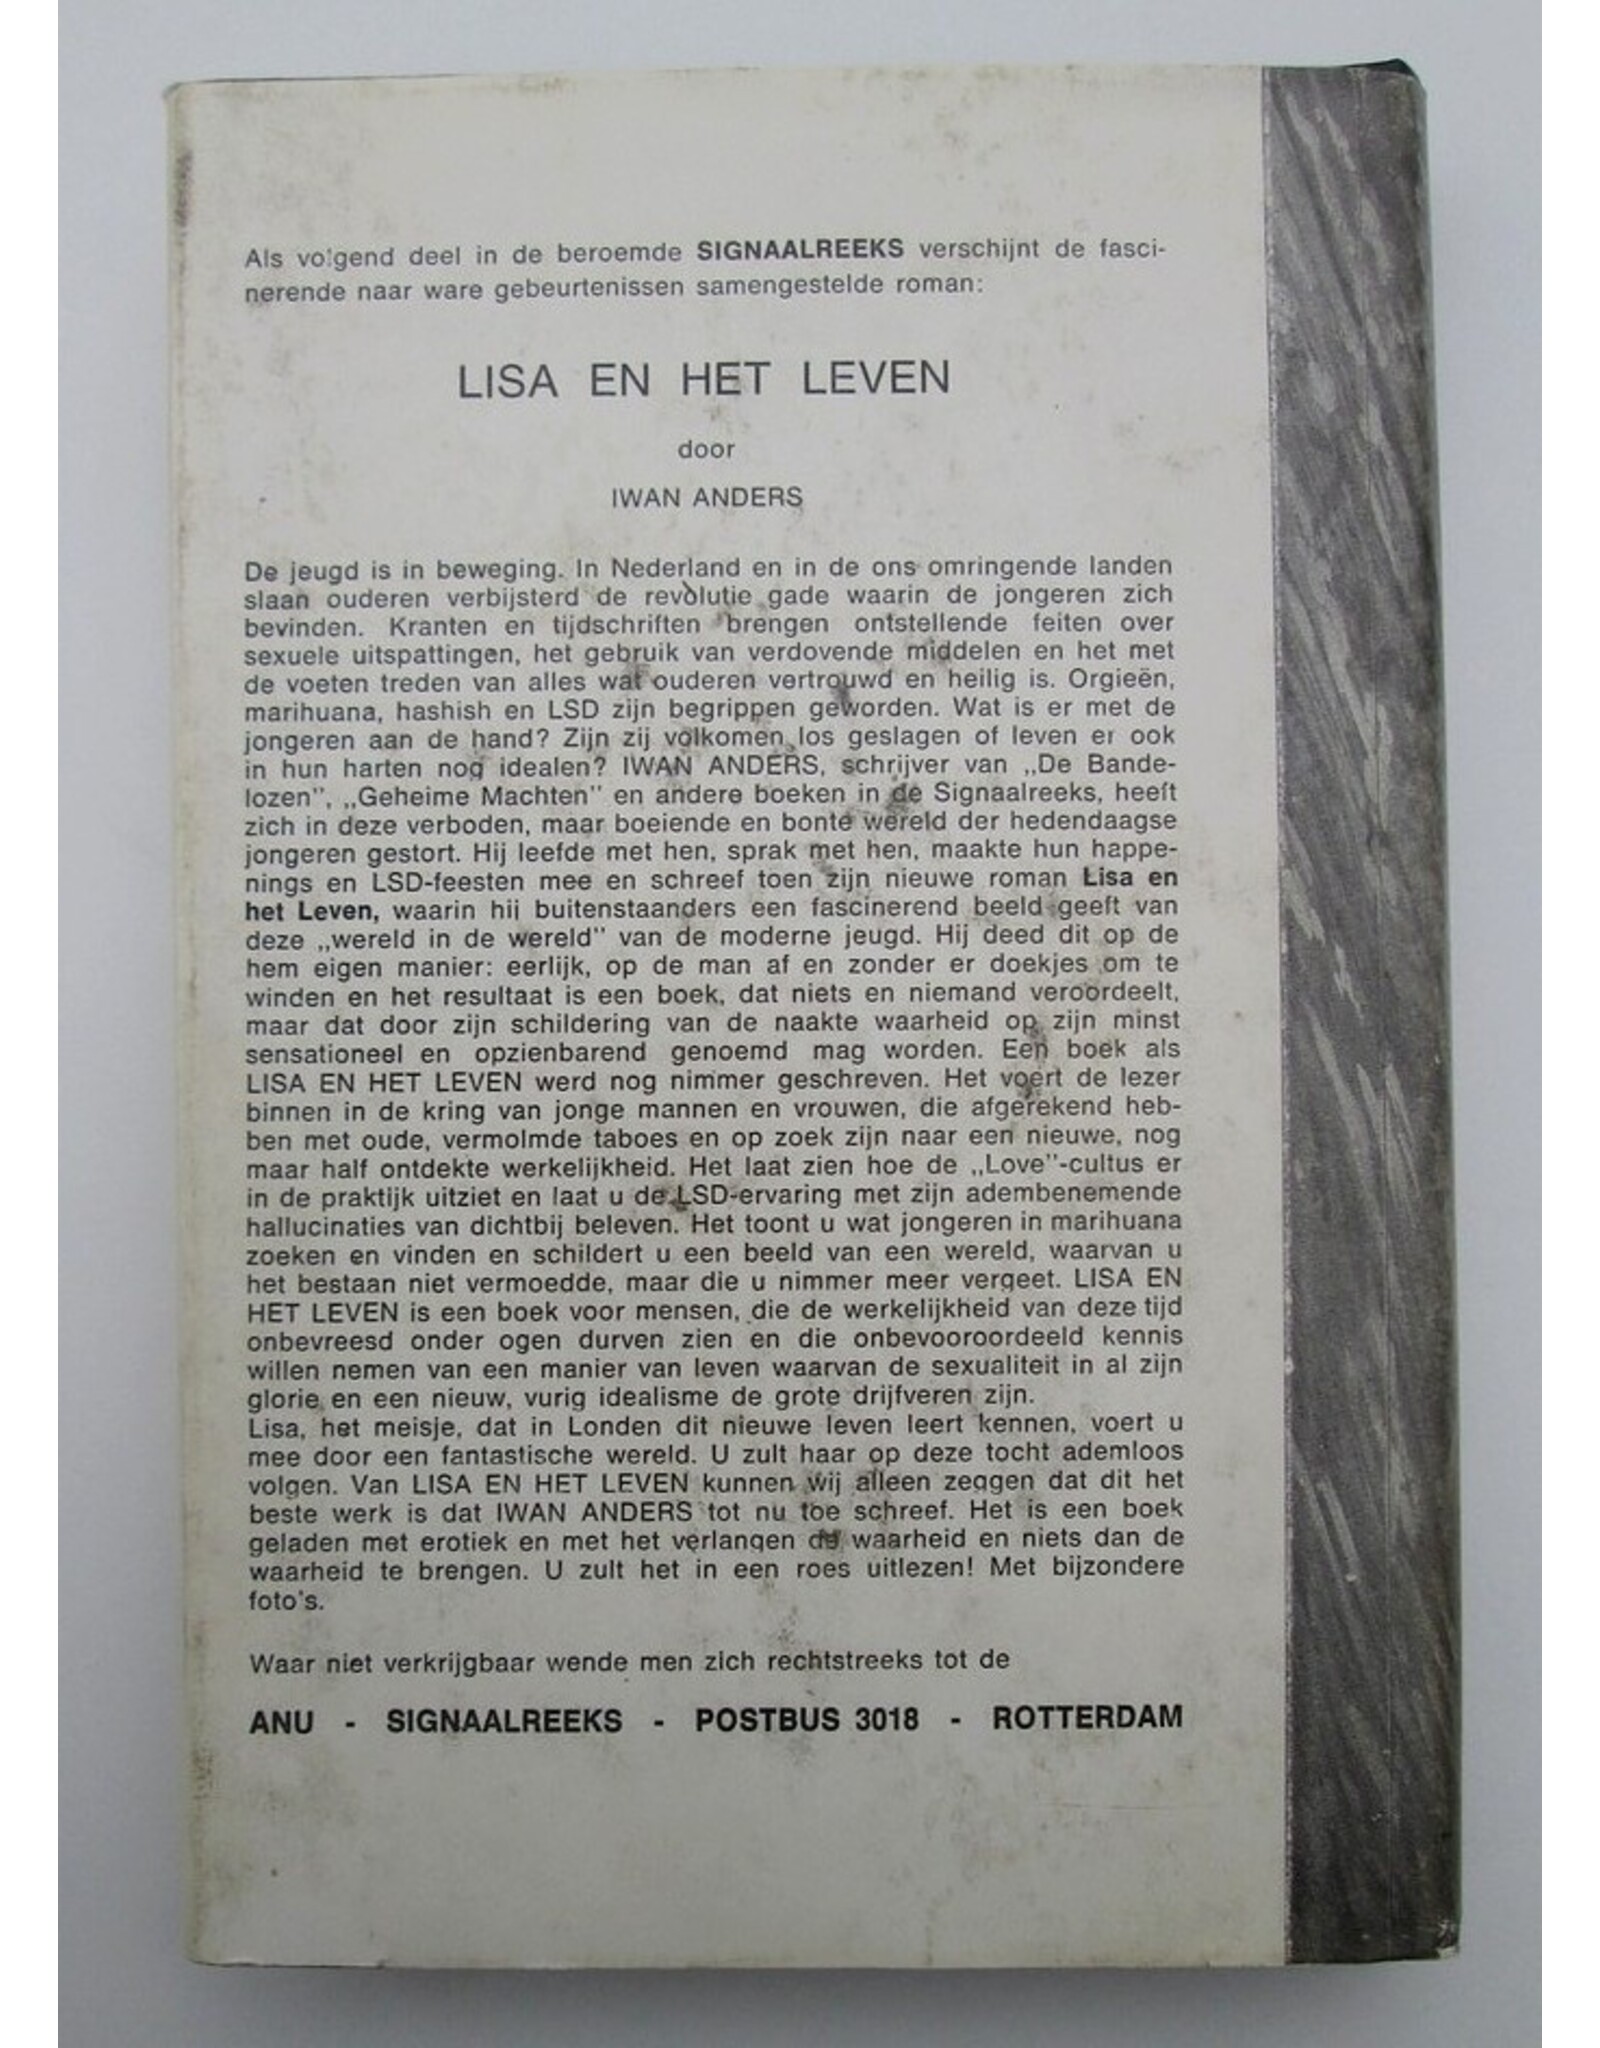 Als volgend deel in de beroemde SIGNAALREEKS verschijnt de fasci-
nerende naar ware gebeurtenissen samengestelde roman:
LISA EN HET LEVEN
door
IWAN ANDERS
De jeugd is in beweging. In Nederland en in de ons omringende landen
slaan ouderen verbijsterd de revolutie gade waarin de jongeren zich
bevinden. Kranten en tijdschriften brengen ontstellende feiten over
sexuele uitspattingen, het gebruik van verdovende middelen en het met
de voeten treden van alles wat ouderen vertrouwd en heilig is. Orgieën,
marihuana, hashish en LSD zijn begrippen geworden. Wat is er met de
jongeren aan de hand? Zijn zij volkomen los geslagen of leven er ook
in hun harten nog idealen? IWAN ANDERS, schrijver van „De Bande-
lozen", „Geheime Machten" en andere boeken in de Signaalreeks, heeft
zich in deze verboden, maar boeiende en bonte wereld der hedendaagse
jongeren gestort. Hij leefde met hen, sprak met hen, maakte hun happe-
nings en LSD-feesten mee en schreef toen zijn nieuwe roman Lisa en
het Leven, waarin hij buitenstaanders een fascinerend beeld geeft van
deze „wereld in de wereld" van de moderne jeugd. Hij deed dit op de
hem eigen manier: eerlijk, op de man af en zonder er doekjes om te
winden en het resultaat is een boek, dat niets en niemand veroordeelt,
maar dat door zijn schildering van de naakte waarheid op zijn minst
sensationeel en opzienbarend genoemd mag worden. Een boek als
LISA EN HET LEVEN werd nog nimmer geschreven. Het voert de lezer
binnen in de kring van jonge mannen en vrouwen, die afgerekend heb-
ben met oude, vermolmde taboes en op zoek zijn naar een nieuwe, nog
maar half ontdekte werkelijkheid. Het laat zien hoe de „Love"-cultus er
in de praktijk uitziet en laat u de LSD-ervaring met zijn adembenemende
hallucinaties van dichtbij beleven. Het toont u wat jongeren in marihuana
zoeken en vinden en schildert u een beeld van een wereld, waarvan u
het bestaan niet vermoedde, maar die u nimmer meer vergeet. LISA EN
HET LEVEN is een boek voor mensen, die de werkelijkheid van deze tijd
onbevreesd onder ogen durven zien en die onbevooroordeeld kennis
willen nemen van een manier van leven waarvan de sexualiteit in al zijn
glorie en een nieuw, vurig idealisme de grote drijfveren zijn.
Lisa, het meisje, dat in Londen dit nieuwe leven leert kennen, voert u
mee door een fantastische wereld. U zult haar op deze tocht ademloos
volgen. Van LISA EN HET LEVEN kunnen wij alleen zeggen dat dit het
beste werk is dat IWAN ANDERS tot nu toe schreef. Het is een boek
geladen met erotiek en met het verlangen de waarheid en niets dan de
waarheid te brengen. U zult het in een roes uitlezen! Met bijzondere
foto's.
Waar niet verkrijgbaar wende men zich rechtstreeks tot de
ANU - SIGNAALREEKS - POSTBUS 3018 - ROTTERDAM